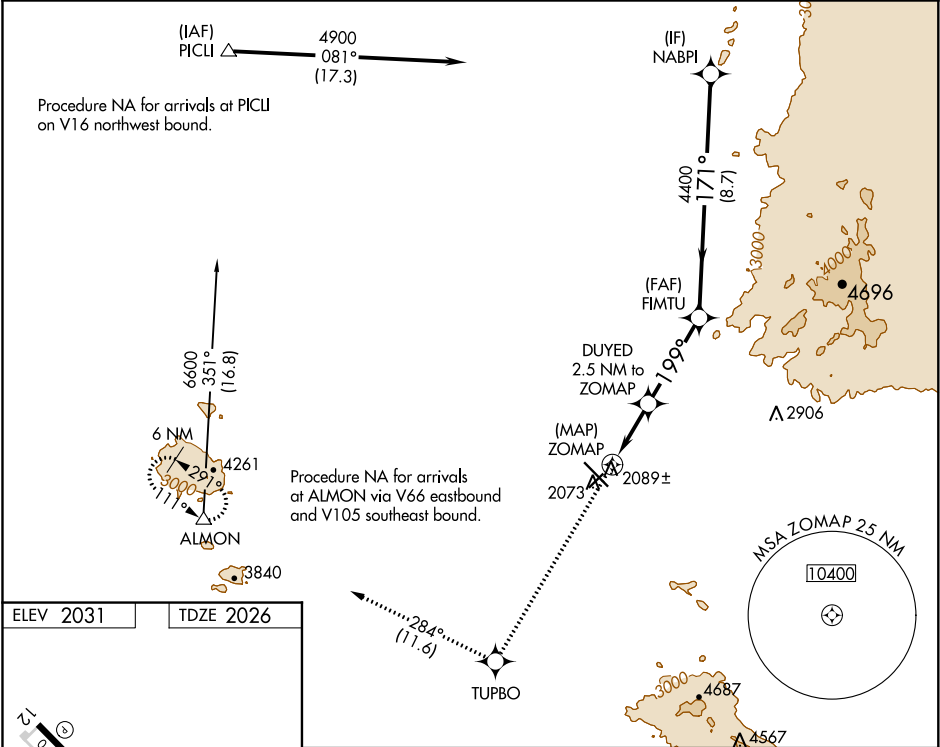 (IAF)
PICLI
4900
081°
(17.3)
(IF)
NABPI
Procedure NA for arrivals at PICLI
on V16 northwest bound.
3000
4400
171°
(8.7)
3000
4000
4696
(FAF)
FIMTU
199°
DUYED
2.5 NM to
ZOMAP
2906
6600
351°
(16.8)
6 NM
4261
291°
3000
111°
ALMON
(MAP)
ZOMAP
2073
2089±
Procedure NA for arrivals
at ALMON via V66 eastbound
and V105 southeast bound.
3840
MSA ZOMAP 25 NM
10400
ELEV 2031
TDZE 2026
284°
(11.6)
TUPBO
3000
4687
4567
12
P